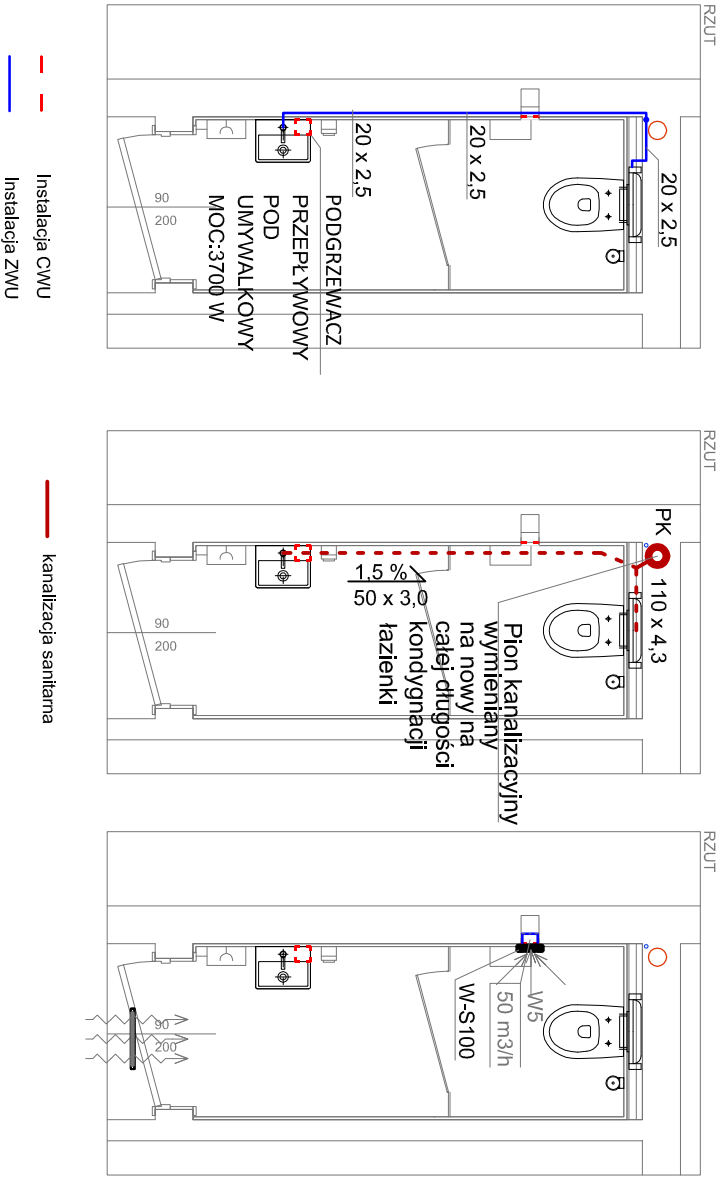 RZUT
20 x 2,5
20 x 2,5
20 x 2,5
PODGRZEWACZ
PRZEPŁYWOWY
POD
UMYWALKOWY
MOC:3700 W
90
200
Instalacja CWU
Instalacja ZWU
RZUT
PK
110 x 4,3
1,5 %
50 x 3,0
Pion kanalizacyjny
wymieniany
na nowy na
całej długości
kondygnacji
łazienki
90
200
kanalizacja sanitarna
RZUT
W5
50 m3/h
W-S100
90
200